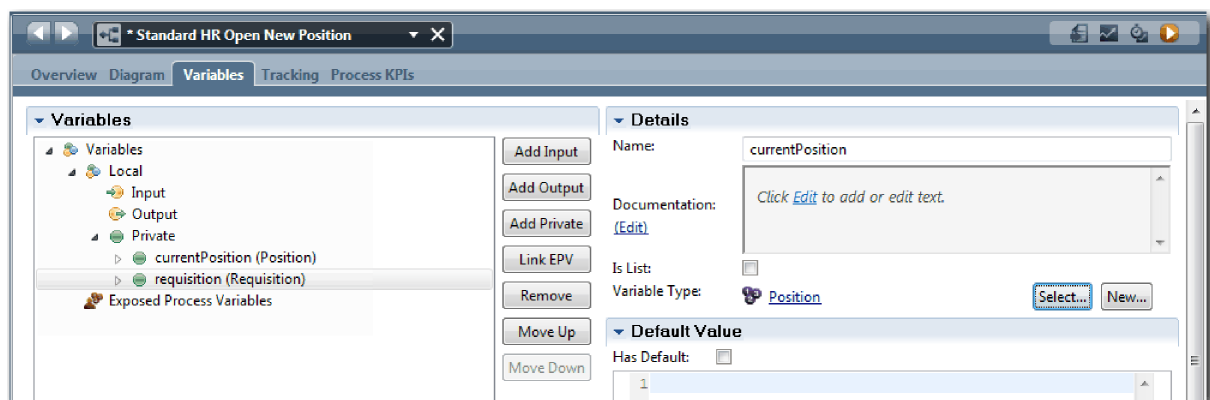 * Standard HR Open New Position
Overview Diagram Variables Tracking Process KPIs
Variables
Variables
Local
Input
Output
Private
currentPosition (Position)
requisition (Requisition)
Exposed Process Variables
Add Input
Add Output
Add Private
Link EPV
Remove
Move Up
Move Down
Details
Name: currentPosition
Documentation: Click Edit to add or edit text.
(Edit)
Is List:
Variable Type: Position Select... New...
Default Value
Has Default:
1